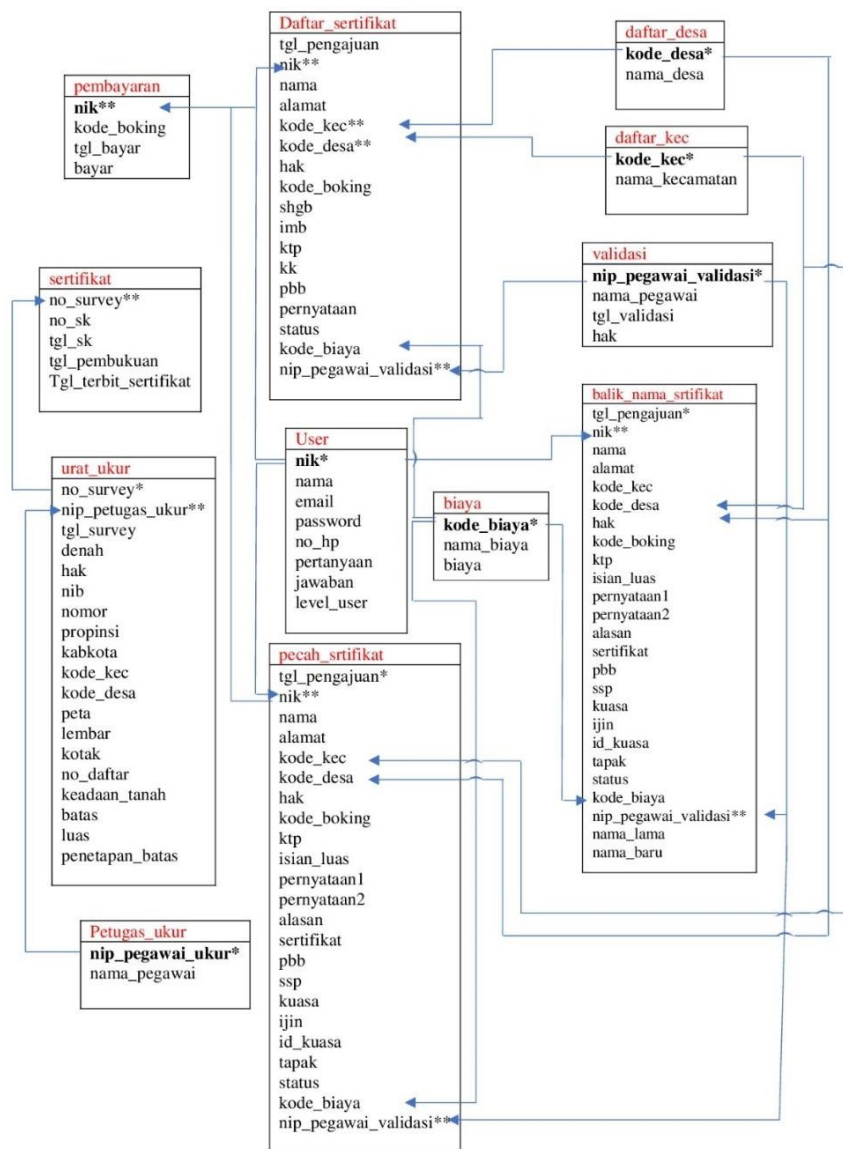 Daftar_sertifikat
tgl_pengajuan
nik**
nama
alamat
kode_kec**
kode_desa**
hak
kode_boking
shgb
imb
ktp
kk
pbb
pernyataan
status
kode_biaya
nip_pegawai_validasi**
daftar_desa
kode_desa*
nama_desa
pembayaran
nik**
kode_boking
tgl_bayar
bayar
daftar_kec
kode_kec*
nama_kecamatan
validasi
nip_pegawai_validasi*
nama_pegawai
tgl_validasi
hak
sertifikat
no_survey**
no_sk
tgl_sk
tgl_pembukuan
Tgl_terbit_sertifikat
balik_nama_srtifikat
tgl_pengajuan*
nik**
nama
alamat
kode_kec
kode_desa
hak
kode_boking
ktp
isian_luas
pernyataan1
pernyataan2
alasan
sertifikat
pbb
ssp
kuasa
ijin
id_kuasa
tapak
status
kode_biaya
nip_pegawai_validasi**
nama_lama
nama_baru
User
nik*
nama
email
password
no_hp
pertanyaan
jawaban
level_user
urat_ukur
no_survey*
nip_petugas_ukur**
tgl_survey
denah
hak
nib
nomor
propinsi
kabkota
kode_kec
kode_desa
peta
lembar
kotak
no_daftar
keadaan_tanah
batas
luas
penetapan_batas
biaya
kode_biaya*
nama_biaya
biaya
pecah_srtifikat
tgl_pengajuan*
nik**
nama
alamat
kode_kec
kode_desa
hak
kode_boking
ktp
isian_luas
pernyataan1
pernyataan2
alasan
sertifikat
pbb
ssp
kuasa
ijin
id_kuasa
tapak
status
kode_biaya
nip_pegawai_validasi**
Petugas_ukur
nip_pegawai_ukur*
nama_pegawai